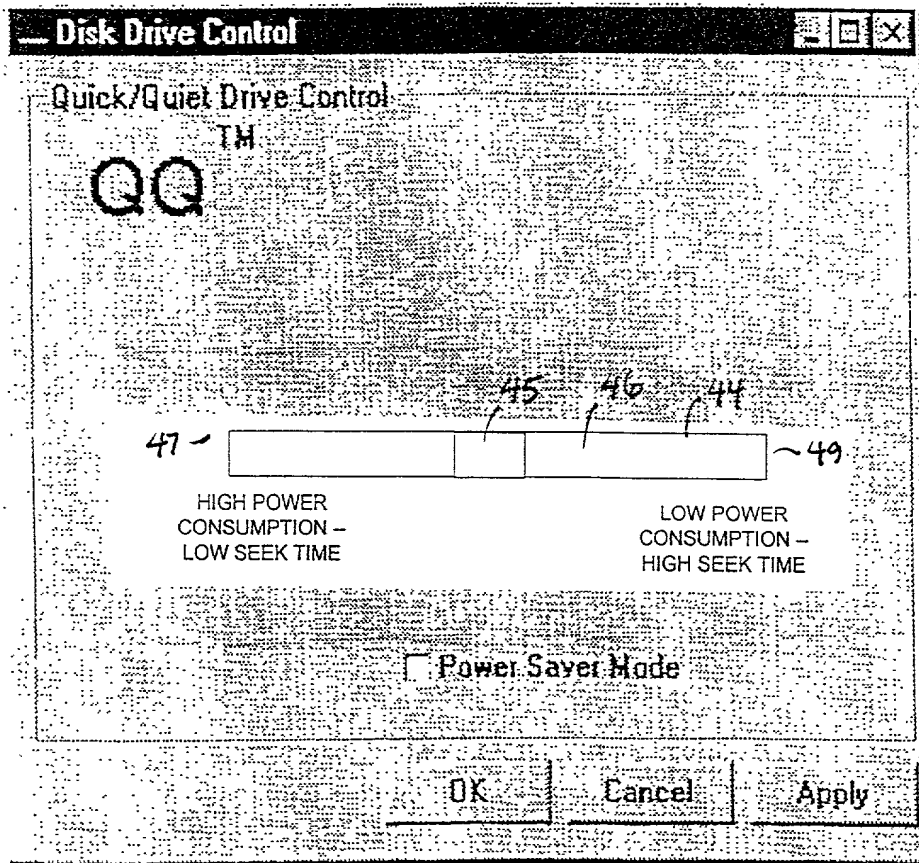 Disk Drive Control
Quick/Quiet Drive Control
TM
QQ
45 46 44
47 49
HIGH POWER
CONSUMPTION –
LOW SEEK TIME
LOW POWER
CONSUMPTION –
HIGH SEEK TIME
Power Saver Mode
OK Cancel Apply